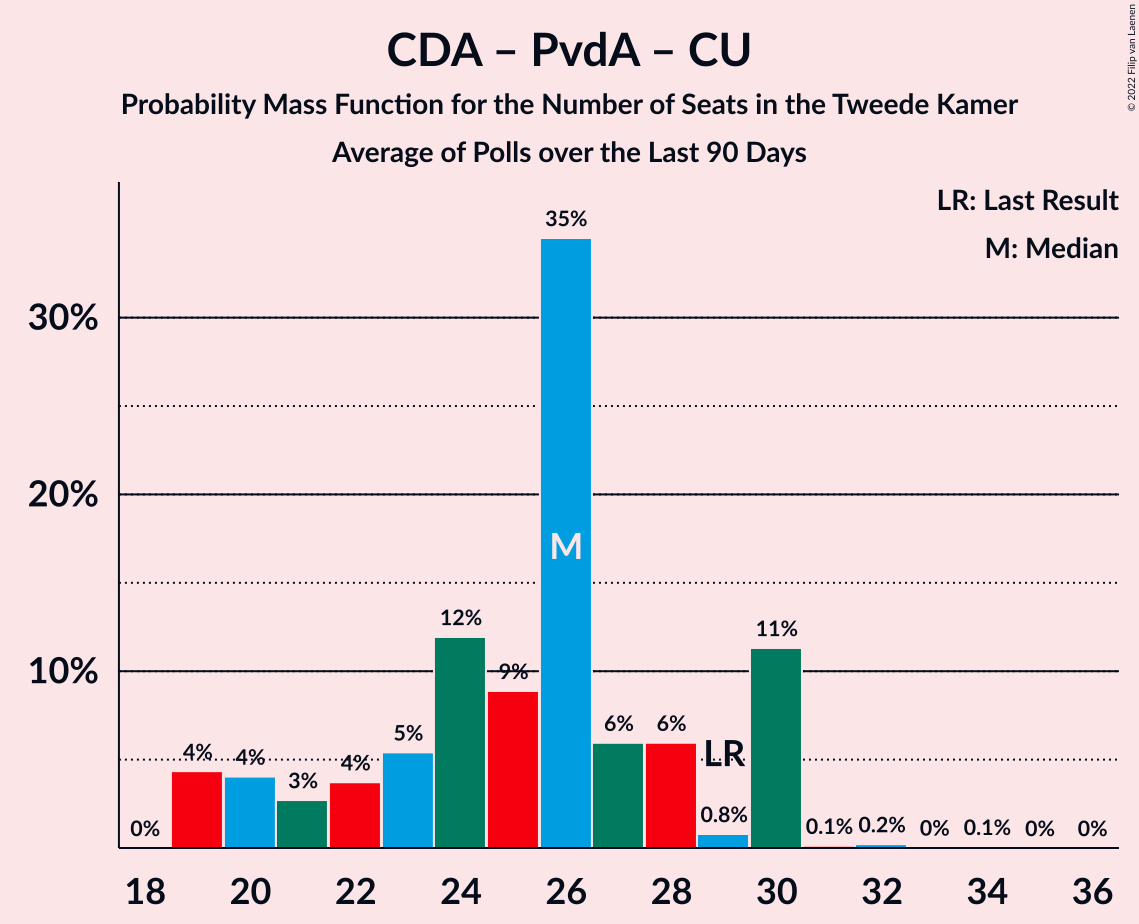 CDA – PvdA – CU
Probability Mass Function for the Number of Seats in the Tweede Kamer
Average of Polls over the Last 90 Days
© 2022 Filip van Laenen
LR: Last Result
M: Median
35%
30%
20%
M
12%
11%
10%
9%
6%
6%
5%
LR
4%
4%
4%
3%
0.8%
0%
0.1%
0.2%
0%
0.1%
0%
0%
18 20 22 24 26 28 30 32 34 36